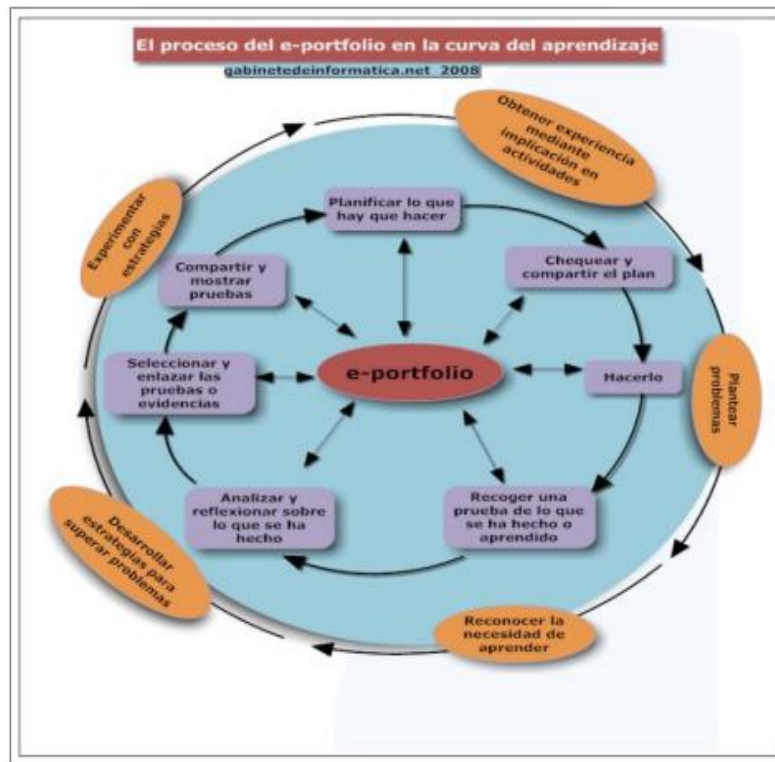 El proceso del e-portfolio en la curva del aprendizaje
gabinetedeinformatica.net 2008
Obtener experiencia
mediante
implicación en
actividades
Experimentar
con
estrategias
Planificar lo que
hay que hacer
Compartir y
mostrar
pruebas
Chequear y
compartir el plan
Seleccionar y
enlazar las
pruebas o
evidencias
e-portfolio
Hacerlo
Plantear
problemas
Analizar y
reflexionar sobre
lo que se ha
hecho
Recoger una
prueba de lo que
se ha hecho o
aprendido
Desarrollar
estrategias para
superar problemas
Reconocer la
necesidad de
aprender